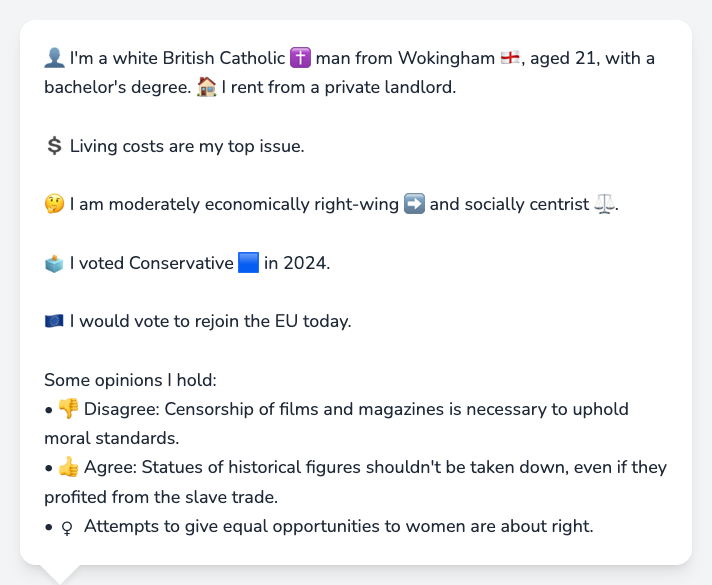 👤 I'm a white British Catholic ✝️ man from Wokingham 🏴󠁧󠁢󠁥󠁮󠁧󠁿, aged 21, with a
bachelor's degree. 🏠 I rent from a private landlord.
💲 Living costs are my top issue.
🤔 I am moderately economically right-wing ➡️ and socially centrist ⚖️.
🗳️ I voted Conservative 🟦 in 2024.
🇪🇺 I would vote to rejoin the EU today.
Some opinions I hold:
• 👎 Disagree: Censorship of films and magazines is necessary to uphold
moral standards.
• 👍 Agree: Statues of historical figures shouldn't be taken down, even if they
profited from the slave trade.
• ♀ Attempts to give equal opportunities to women are about right.